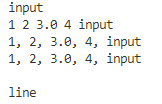 input
1 2 3.0 4 input
1, 2, 3.0, 4, input
1, 2, 3.0, 4, input

line